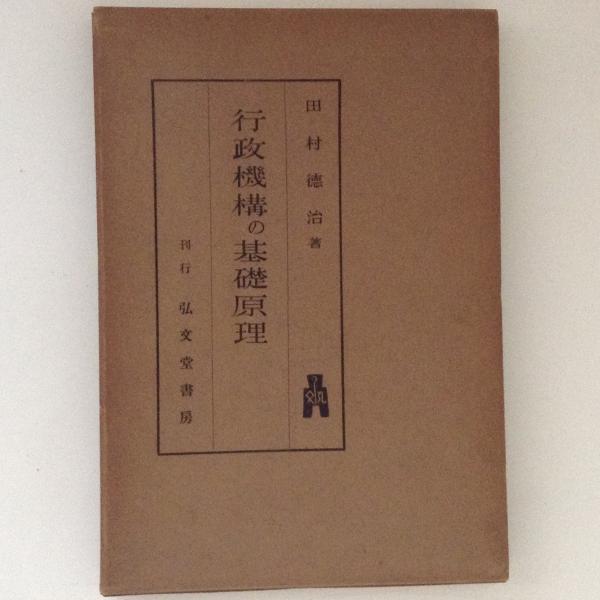 田村徳治著
行政機構の基礎原理
刊行 弘文堂書房